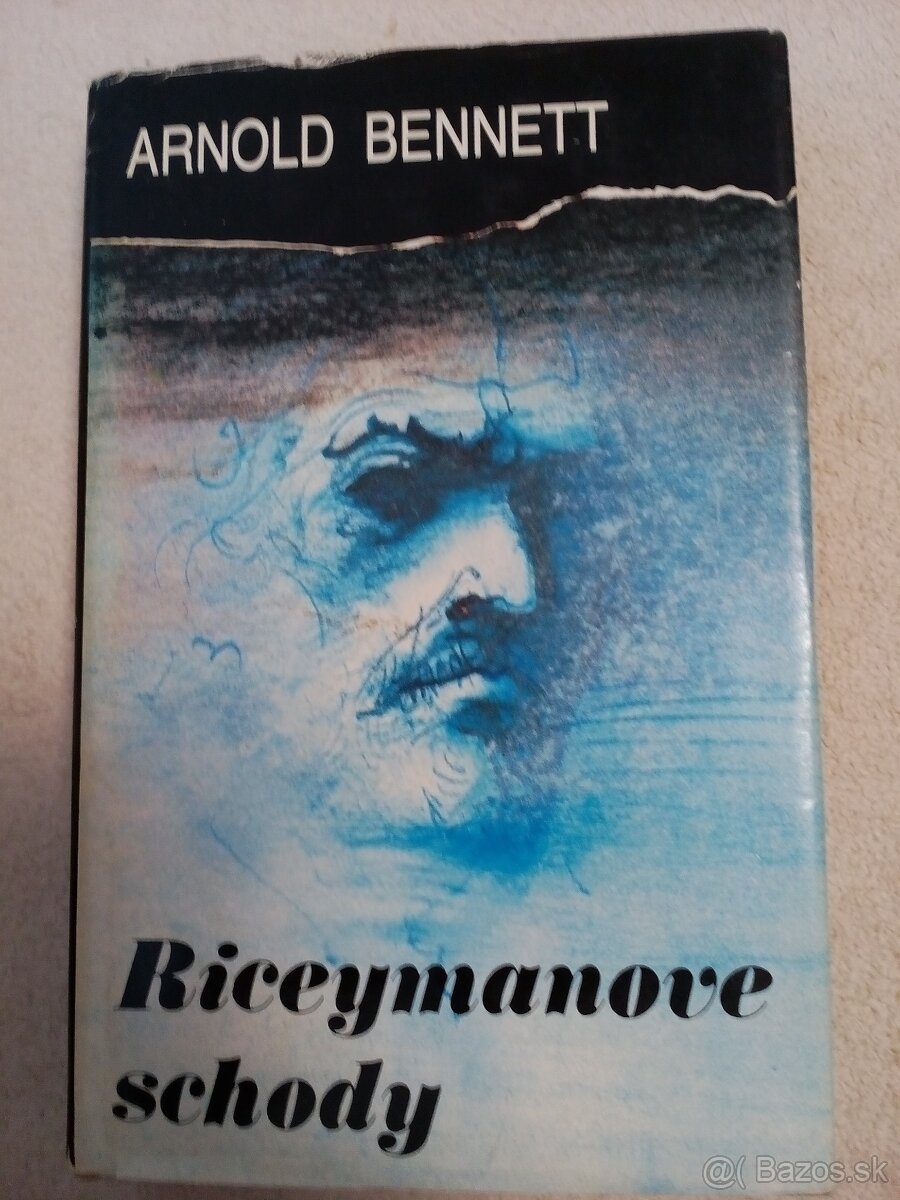 ARNOLD BENNETT
Riceymanove
schody
@( Bazos.sk